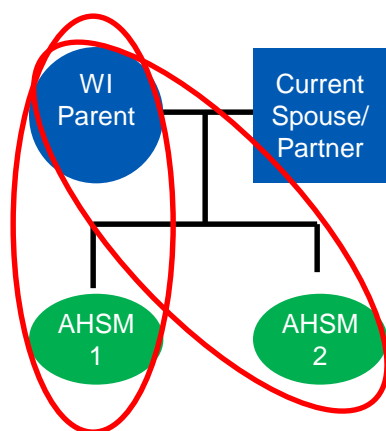 WI
Parent
Current
Spouse/
Partner
AHSM
1
AHSM
2